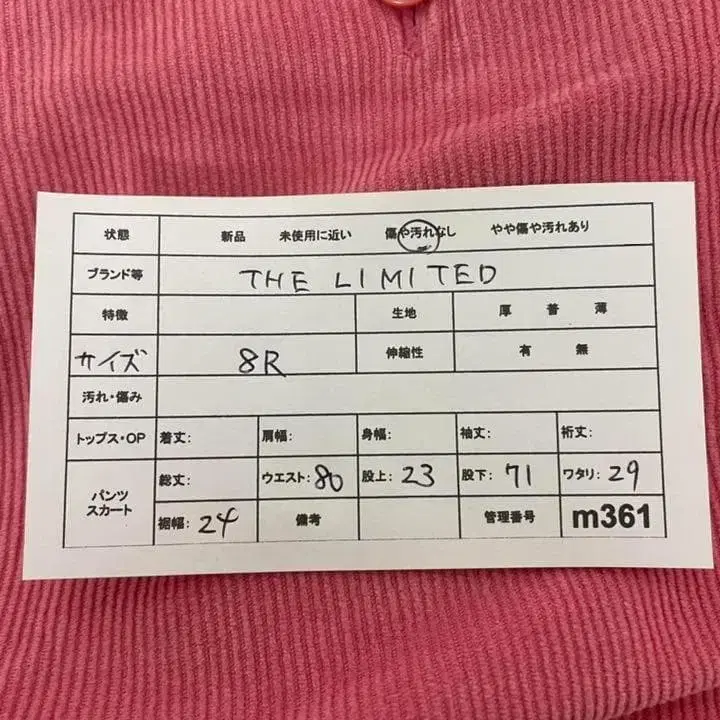 状態 新品 未使用に近い 傷や汚れなし やや傷や汚れあり
ブランド等 THE LIMITED
特徴 生地 厚 普 薄
サイズ 8R 伸縮性 有 無
汚れ・傷み
トップス・OP 着丈: 肩幅: 身幅: 袖丈: 裄丈:
パンツ スカート 総丈: ウエスト: 80 股上: 23 股下: 71 ワタリ: 29
裾幅: 24 備考 管理番号 m361